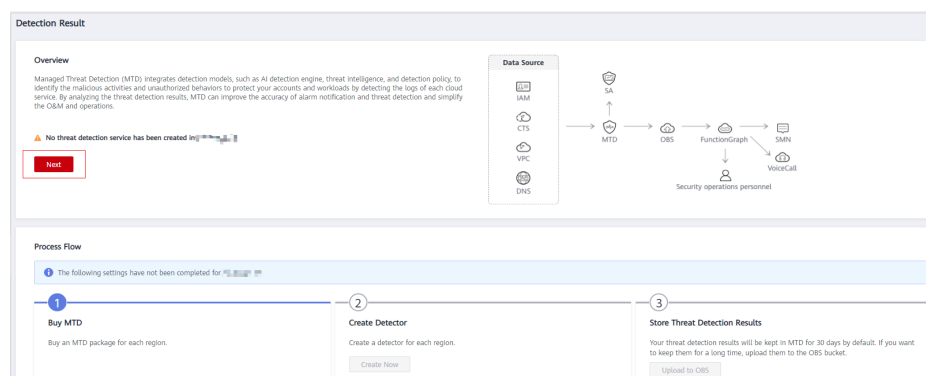 Detection Result
Overview
Managed Threat Detection (MTD) integrates detection models, such as AI detection engine, threat intelligence, and detection policy, to
identify the malicious activities and unauthorized behaviors to protect your accounts and workloads by detecting the logs of each cloud
service. By analyzing the threat detection results, MTD can improve the accuracy of alarm notification and threat detection and simplify
the O&M and operations.
No threat detection service has been created in
Next
Data Source
IAM
CTS
VPC
DNS
SA
MTD
OBS
FunctionGraph
SMN
VoiceCall
Security operations personnel
Process Flow
The following settings have not been completed for
1
Buy MTD
Buy an MTD package for each region.
2
Create Detector
Create a detector for each region.
Create Now
3
Store Threat Detection Results
Your threat detection results will be kept in MTD for 30 days by default. If you want
to keep them for a long time, upload them to the OBS bucket.
Upload to OBS